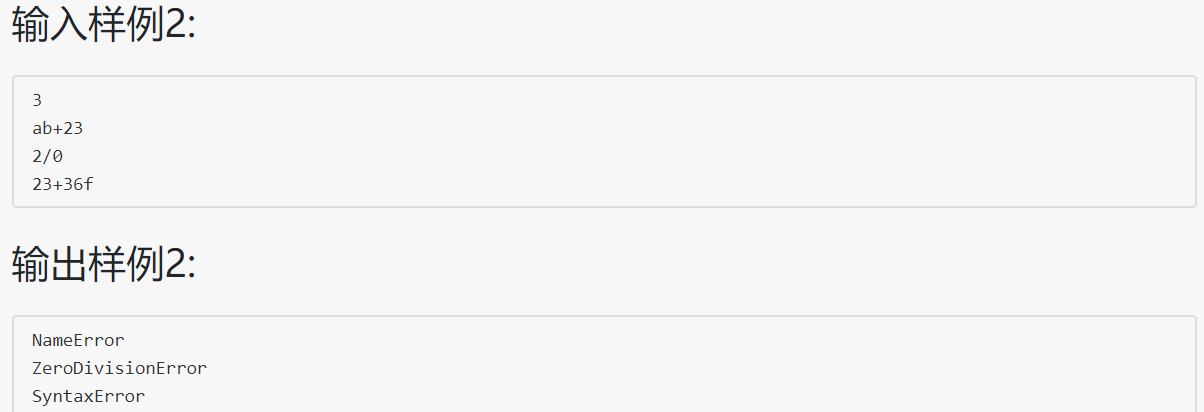 输入样例2:
3
ab+23
2/0
23+36f
输出样例2:
NameError
ZeroDivisionError
SyntaxError